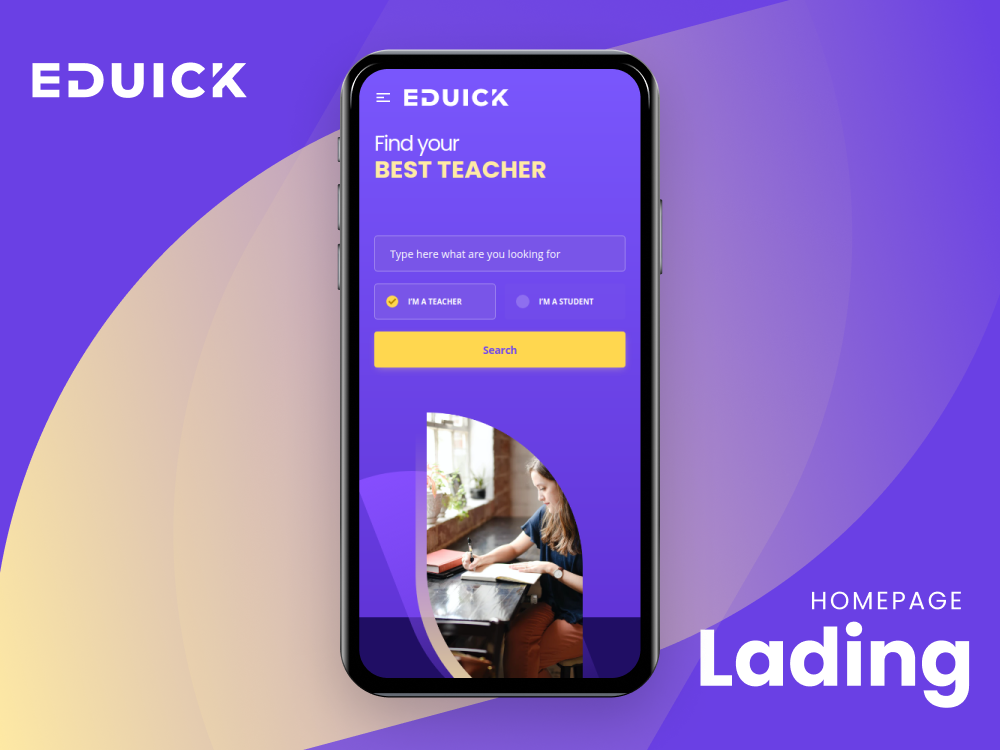 EDUICK
EDUICK
Find your
BEST TEACHER
Type here what are you looking for
I'M A TEACHER
I'M A STUDENT
Search
HOMEPAGE
Lading